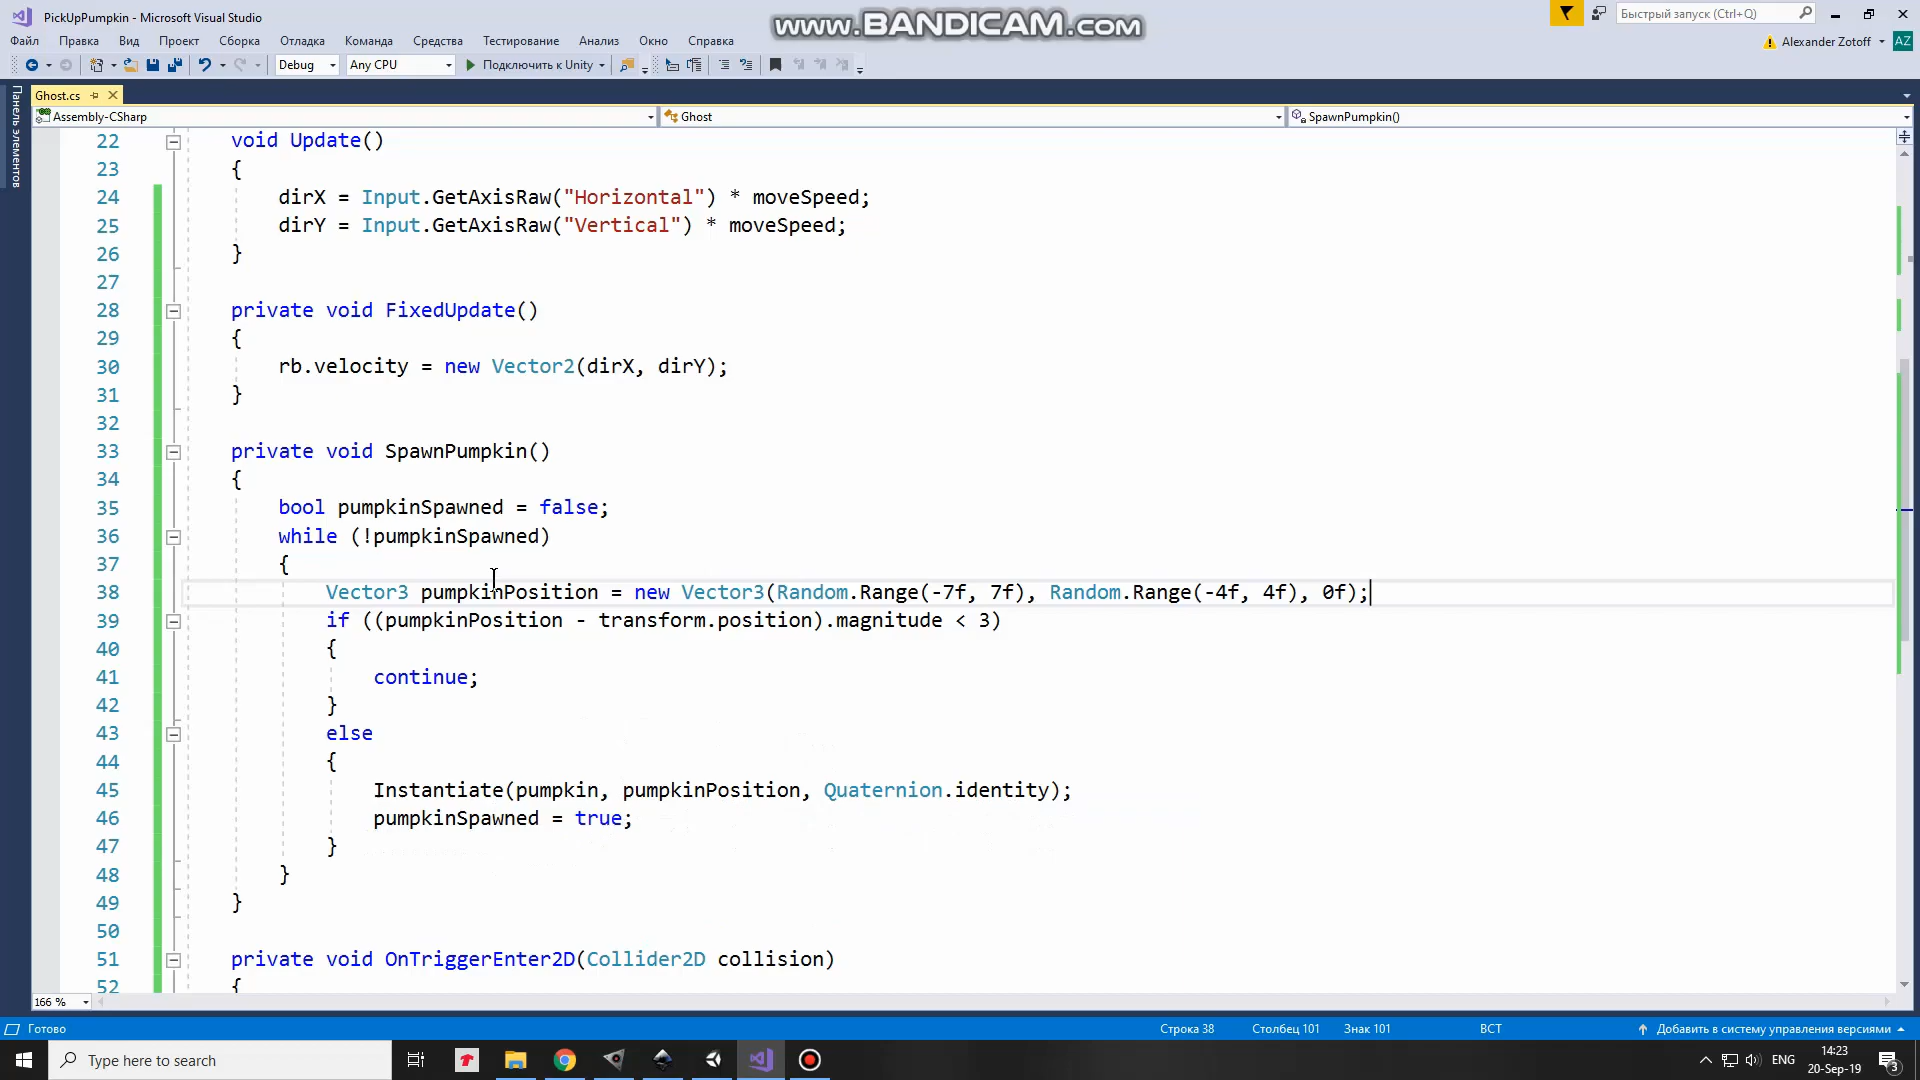 PickUpPumpkin - Microsoft Visual Studio
www.BANDICAM.com
Быстрый запуск (Ctrl+Q)
Файл Правка Вид Проект Сборка Отладка Команда Средства Тестирование Анализ Окно Справка
Alexander Zotoff AZ
Debug Any CPU Подключить к Unity
Панель элементов
Ghost.cs
Assembly-CSharp Ghost SpawnPumpkin()
22 void Update()
23 {
24 dirX = Input.GetAxisRaw("Horizontal") * moveSpeed;
25 dirY = Input.GetAxisRaw("Vertical") * moveSpeed;
26 }
27
28 private void FixedUpdate()
29 {
30 rb.velocity = new Vector2(dirX, dirY);
31 }
32
33 private void SpawnPumpkin()
34 {
35 bool pumpkinSpawned = false;
36 while (!pumpkinSpawned)
37 {
38 Vector3 pumpkinPosition = new Vector3(Random.Range(-7f, 7f), Random.Range(-4f, 4f), 0f);
39 if ((pumpkinPosition - transform.position).magnitude < 3)
40 {
41 continue;
42 }
43 else
44 {
45 Instantiate(pumpkin, pumpkinPosition, Quaternion.identity);
46 pumpkinSpawned = true;
47 }
48 }
49 }
50
51 private void OnTriggerEnter2D(Collider2D collision)
52 {
166 %
Готово Строка 38 Столбец 101 Знак 101 ВСТ Добавить в систему управления версиями
Type here to search
ENG
14:23
20-Sep-19
3